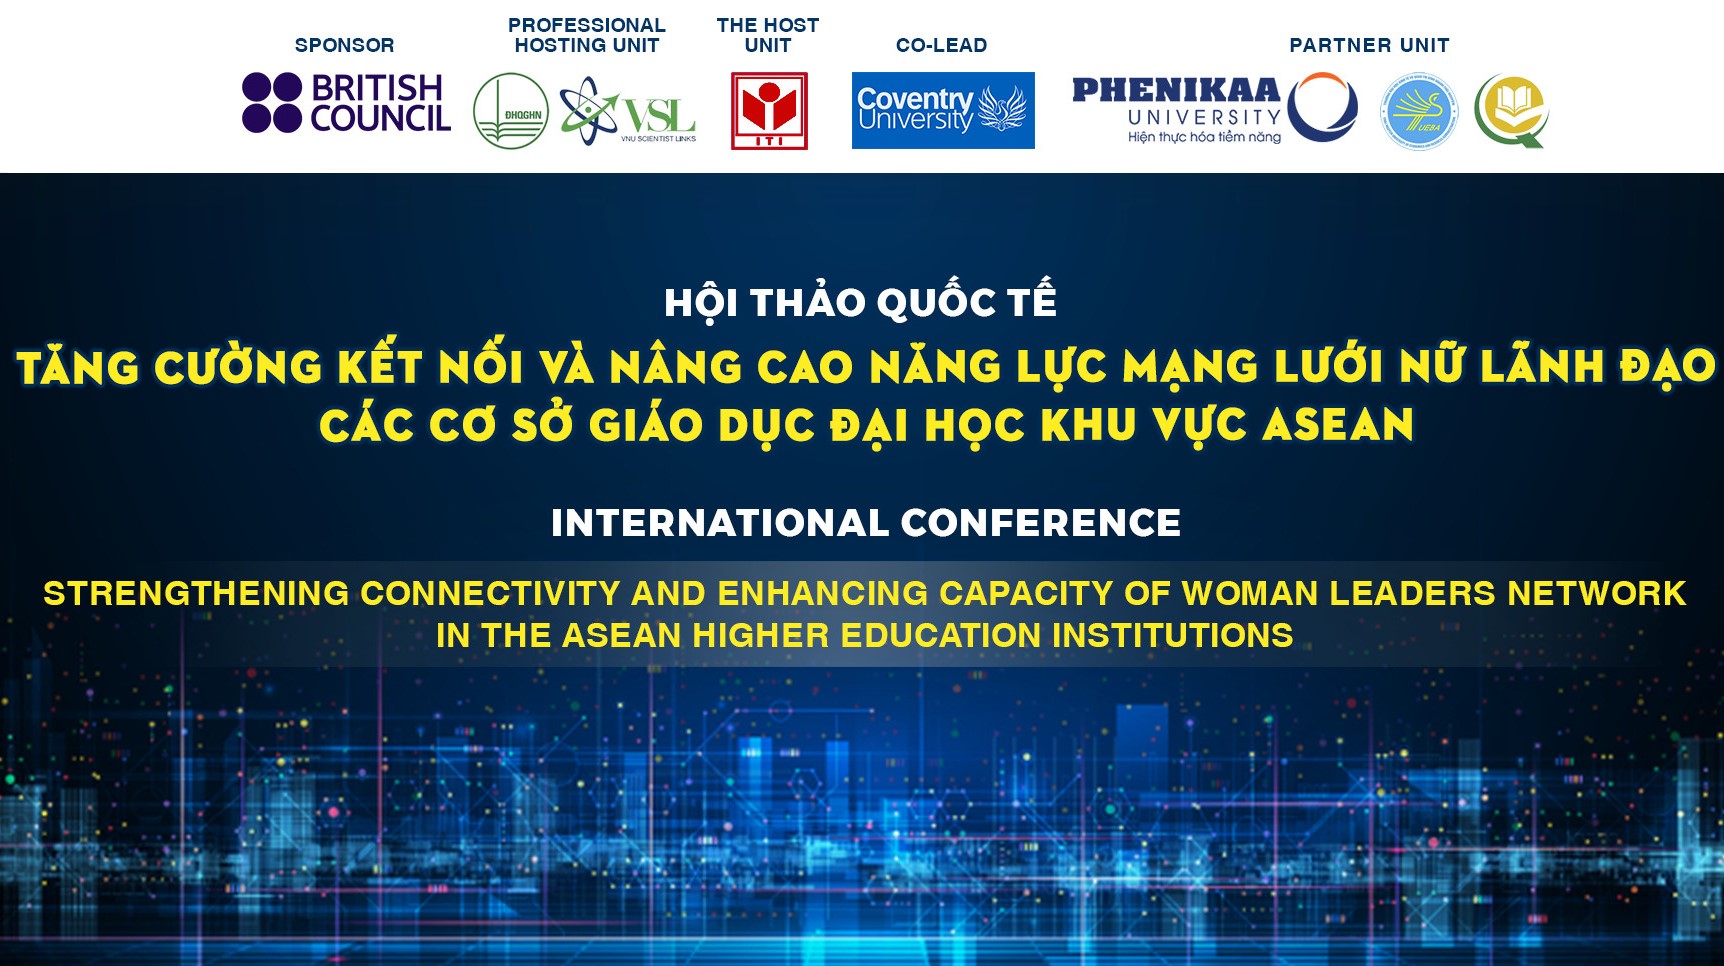 SPONSOR
PROFESSIONAL
HOSTING UNIT
THE HOST
UNIT
CO-LEAD
PARTNER UNIT
BRITISH
COUNCIL
ĐHQGHN
VSL
VNU SCIENTIST LINKS
ITI
Coventry
University
PHENIKAA
UNIVERSITY
Hiện thực hóa tiềm năng
UEBA
HỘI THẢO QUỐC TẾ
TĂNG CƯỜNG KẾT NỐI VÀ NÂNG CAO NĂNG LỰC MẠNG LƯỚI NỮ LÃNH ĐẠO
CÁC CƠ SỞ GIÁO DỤC ĐẠI HỌC KHU VỰC ASEAN
INTERNATIONAL CONFERENCE
STRENGTHENING CONNECTIVITY AND ENHANCING CAPACITY OF WOMAN LEADERS NETWORK
IN THE ASEAN HIGHER EDUCATION INSTITUTIONS